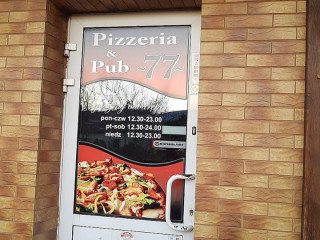 Pizzeria
&
Pub -77-
pon-czw 12.30-23.00
pt-sob 12.30-24.00
niedz 12.30-23.00